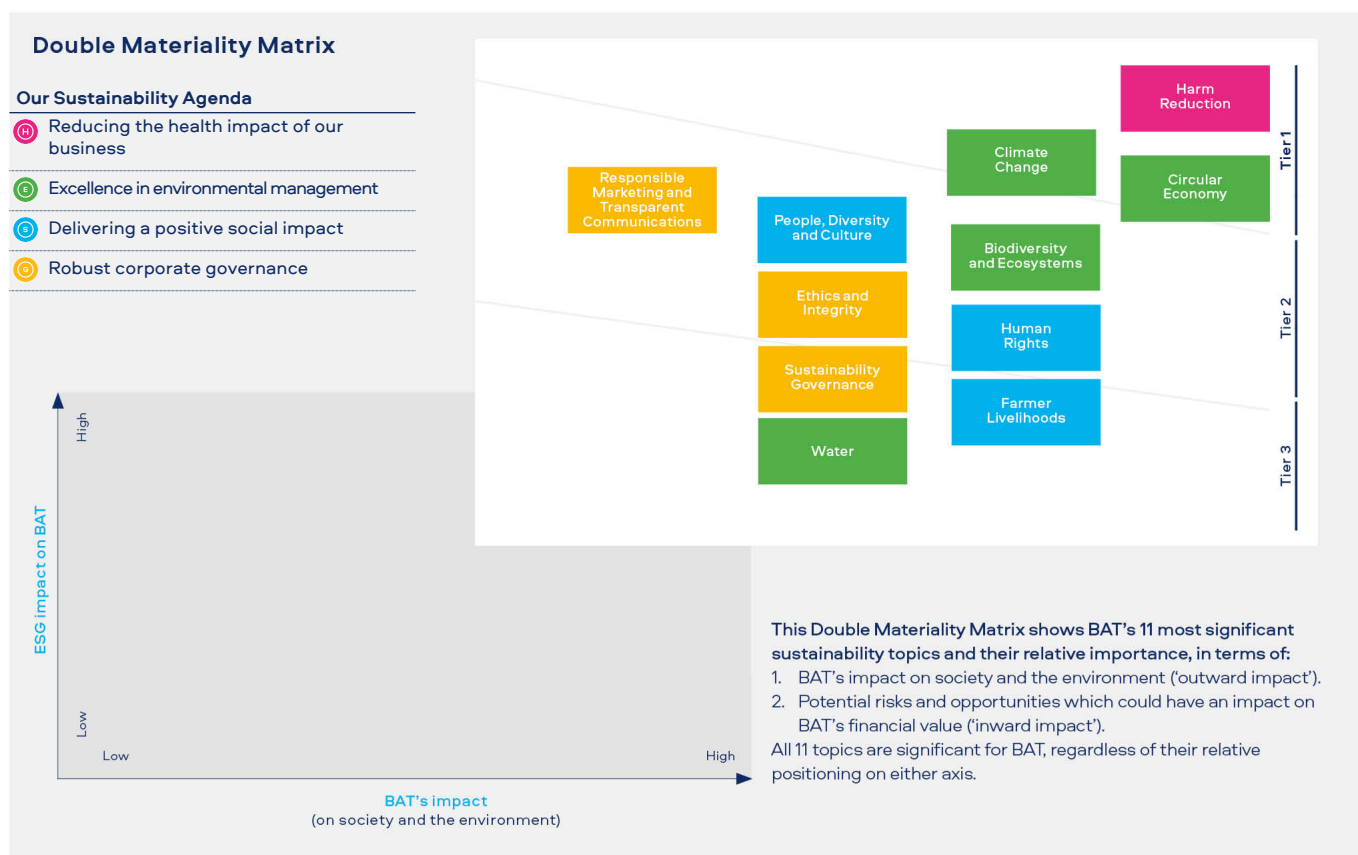 Double Materiality Matrix
Our Sustainability Agenda
H
Reducing the health impact of our
business
E
Excellence in environmental management
S
Delivering a positive social impact
G
Robust corporate governance
Harm
Reduction
Climate
Change
Circular
Economy
Responsible
Marketing and
Transparent
Communications
People, Diversity
and Culture
Biodiversity
and Ecosystems
Ethics and
Integrity
Human
Rights
Sustainability
Governance
Farmer
Livelihoods
Water
Tier 1
Tier 2
Tier 3
High
ESG impact on BAT
Low
Low
High
BAT’s impact
(on society and the environment)
This Double Materiality Matrix shows BAT’s 11 most significant
sustainability topics and their relative importance, in terms of:
1. BAT’s impact on society and the environment (‘outward impact’).
2. Potential risks and opportunities which could have an impact on
BAT’s financial value (‘inward impact’).
All 11 topics are significant for BAT, regardless of their relative
positioning on either axis.